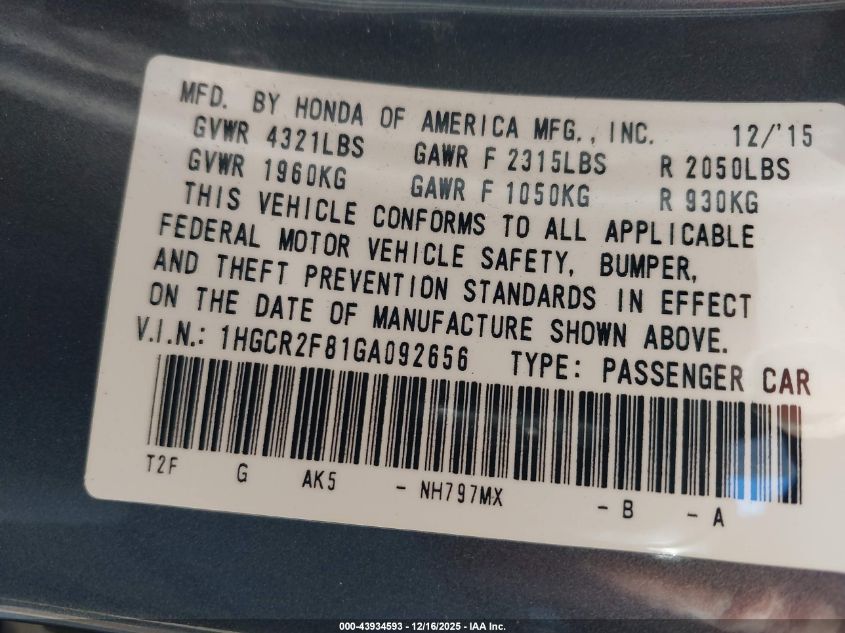 MFD. BY HONDA OF AMERICA MFG., INC. 12/'15
GVWR 4321LBS GAWR F 2315LBS R 2050LBS
GVWR 1960KG GAWR F 1050KG R 930KG
THIS VEHICLE CONFORMS TO ALL APPLICABLE
FEDERAL MOTOR VEHICLE SAFETY, BUMPER,
AND THEFT PREVENTION STANDARDS IN EFFECT
ON THE DATE OF MANUFACTURE SHOWN ABOVE.
V.I.N.: 1HGCR2F81GA092656 TYPE: PASSENGER CAR
T2F G AK5 - NH797MX - B - A
000-43934593 - 12/16/2025 - IAA Inc.